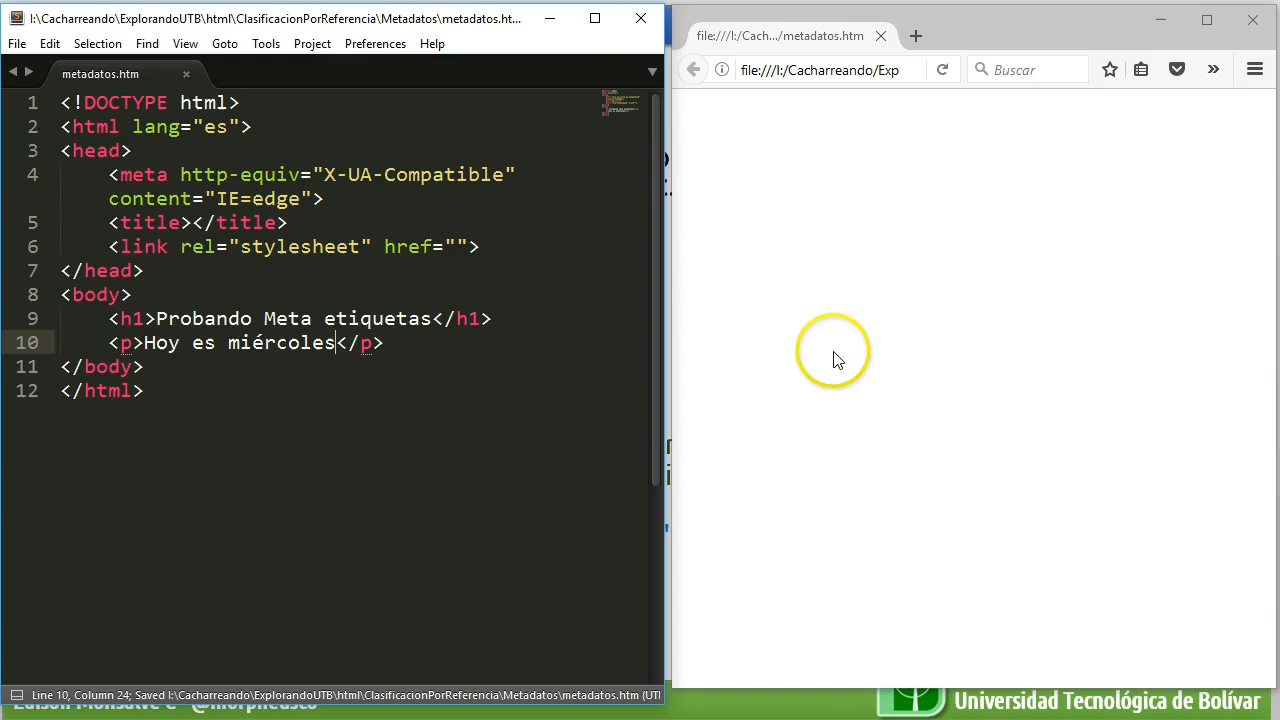 I:\Cacharreando\ExplorandoUTB\html\ClasificacionPorReferencia\Metadatos\metadatos.ht...
File Edit Selection Find View Goto Tools Project Preferences Help
metadatos.htm
1 <!DOCTYPE html>
2 <html lang="es">
3 <head>
4 <meta http-equiv="X-UA-Compatible"
content="IE=edge">
5 <title></title>
6 <link rel="stylesheet" href="">
7 </head>
8 <body>
9 <h1>Probando Meta etiquetas</h1>
10 <p>Hoy es miércoles</p>
11 </body>
12 </html>
Line 10, Column 24; Saved I:\Cacharreando\ExplorandoUTB\html\ClasificacionPorReferencia\Metadatos\metadatos.htm (UTI
file:///I:/Cach.../metadatos.htm
file:///I:/Cacharreando/Exp
Buscar
Universidad Tecnológica de Bolívar